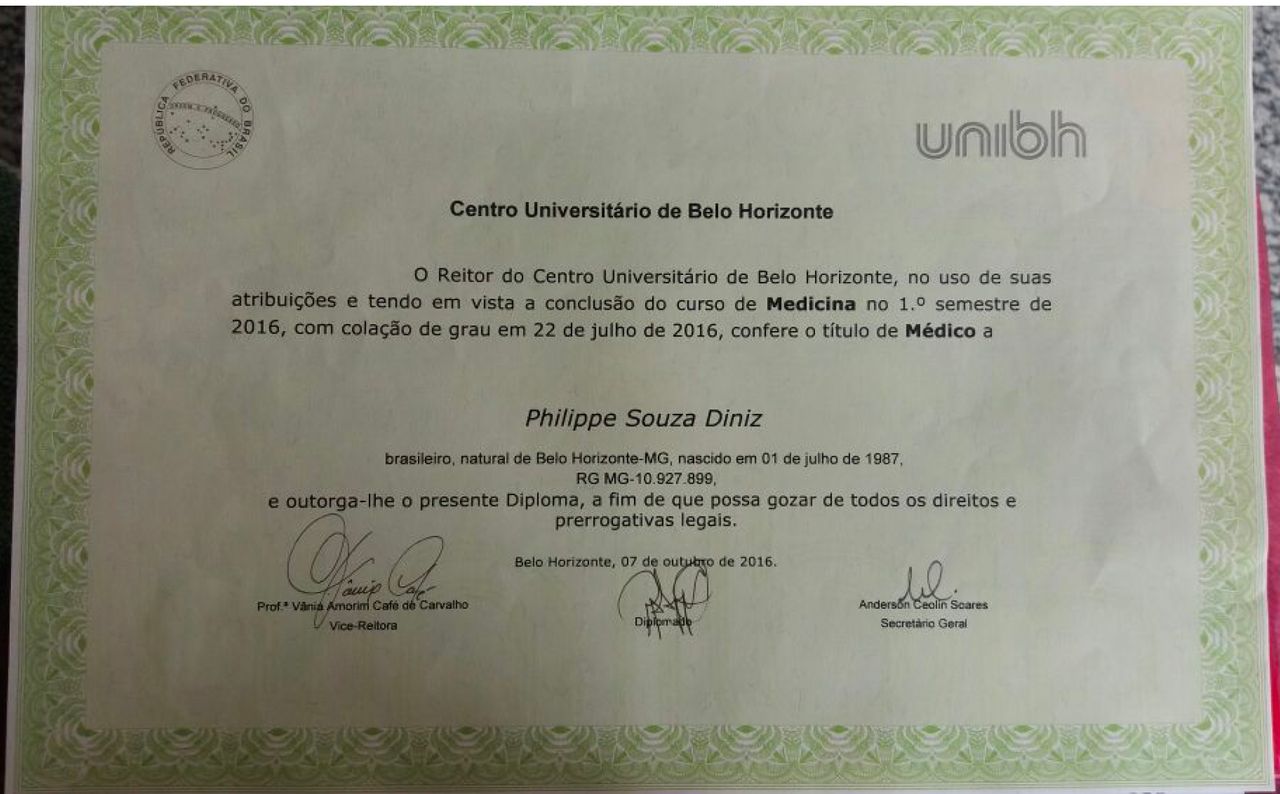 REPÚBLICA FEDERATIVA DO BRASIL
ORDEM E PROGRESSO
unibh
Centro Universitário de Belo Horizonte
O Reitor do Centro Universitário de Belo Horizonte, no uso de suas
atribuições e tendo em vista a conclusão do curso de Medicina no 1.º semestre de
2016, com colação de grau em 22 de julho de 2016, confere o título de Médico a
Philippe Souza Diniz
brasileiro, natural de Belo Horizonte-MG, nascido em 01 de julho de 1987,
RG MG-10.927.899,
e outorga-lhe o presente Diploma, a fim de que possa gozar de todos os direitos e
prerrogativas legais.
Belo Horizonte, 07 de outubro de 2016.
Prof.ª Vânia Amorim Café de Carvalho
Vice-Reitora
Diplomado
Anderson Ceolin Soares
Secretário Geral